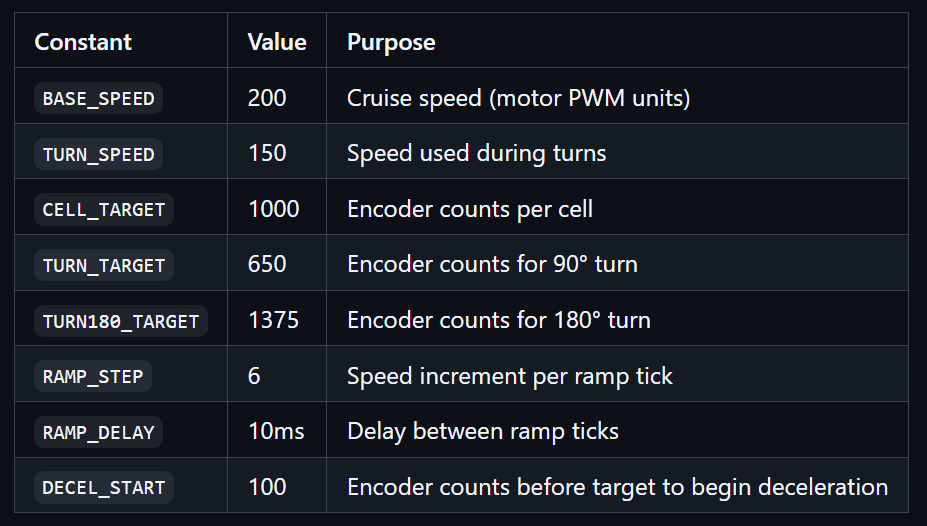 Constant Value Purpose
BASE_SPEED 200 Cruise speed (motor PWM units)
TURN_SPEED 150 Speed used during turns
CELL_TARGET 1000 Encoder counts per cell
TURN_TARGET 650 Encoder counts for 90° turn
TURN180_TARGET 1375 Encoder counts for 180° turn
RAMP_STEP 6 Speed increment per ramp tick
RAMP_DELAY 10ms Delay between ramp ticks
DECEL_START 100 Encoder counts before target to begin deceleration